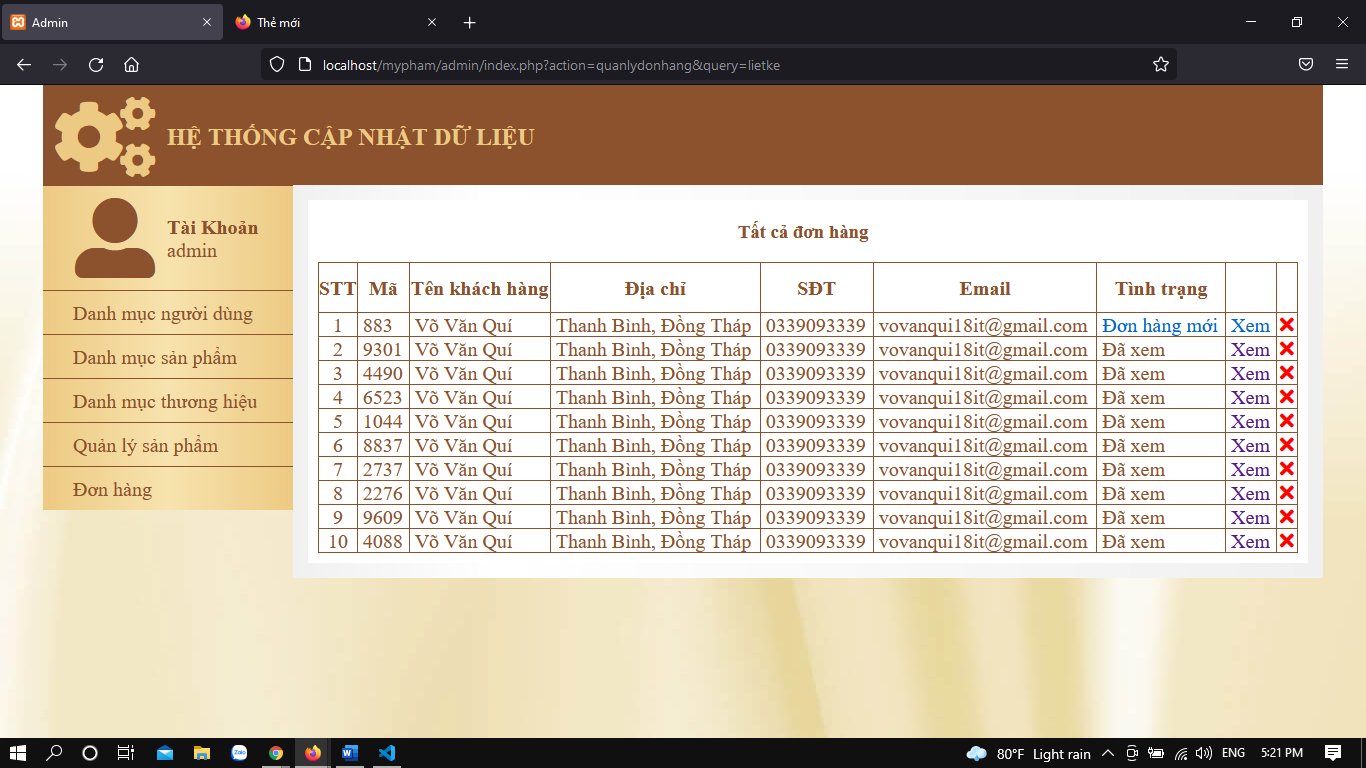 Admin
Thẻ mới
localhost/mypham/admin/index.php?action=quanlydonhang&query=lietke
HỆ THỐNG CẬP NHẬT DỮ LIỆU
Tài Khoản
admin
Danh mục người dùng
Danh mục sản phẩm
Danh mục thương hiệu
Quản lý sản phẩm
Đơn hàng
Tất cả đơn hàng
STT Mã Tên khách hàng Địa chỉ SĐT Email Tình trạng
1 883 Võ Văn Quí Thanh Bình, Đồng Tháp 0339093339 vovanqui18it@gmail.com Đơn hàng mới Xem
2 9301 Võ Văn Quí Thanh Bình, Đồng Tháp 0339093339 vovanqui18it@gmail.com Đã xem Xem
3 4490 Võ Văn Quí Thanh Bình, Đồng Tháp 0339093339 vovanqui18it@gmail.com Đã xem Xem
4 6523 Võ Văn Quí Thanh Bình, Đồng Tháp 0339093339 vovanqui18it@gmail.com Đã xem Xem
5 1044 Võ Văn Quí Thanh Bình, Đồng Tháp 0339093339 vovanqui18it@gmail.com Đã xem Xem
6 8837 Võ Văn Quí Thanh Bình, Đồng Tháp 0339093339 vovanqui18it@gmail.com Đã xem Xem
7 2737 Võ Văn Quí Thanh Bình, Đồng Tháp 0339093339 vovanqui18it@gmail.com Đã xem Xem
8 2276 Võ Văn Quí Thanh Bình, Đồng Tháp 0339093339 vovanqui18it@gmail.com Đã xem Xem
9 9609 Võ Văn Quí Thanh Bình, Đồng Tháp 0339093339 vovanqui18it@gmail.com Đã xem Xem
10 4088 Võ Văn Quí Thanh Bình, Đồng Tháp 0339093339 vovanqui18it@gmail.com Đã xem Xem
Zalo
80°F Light rain ENG 5:21 PM